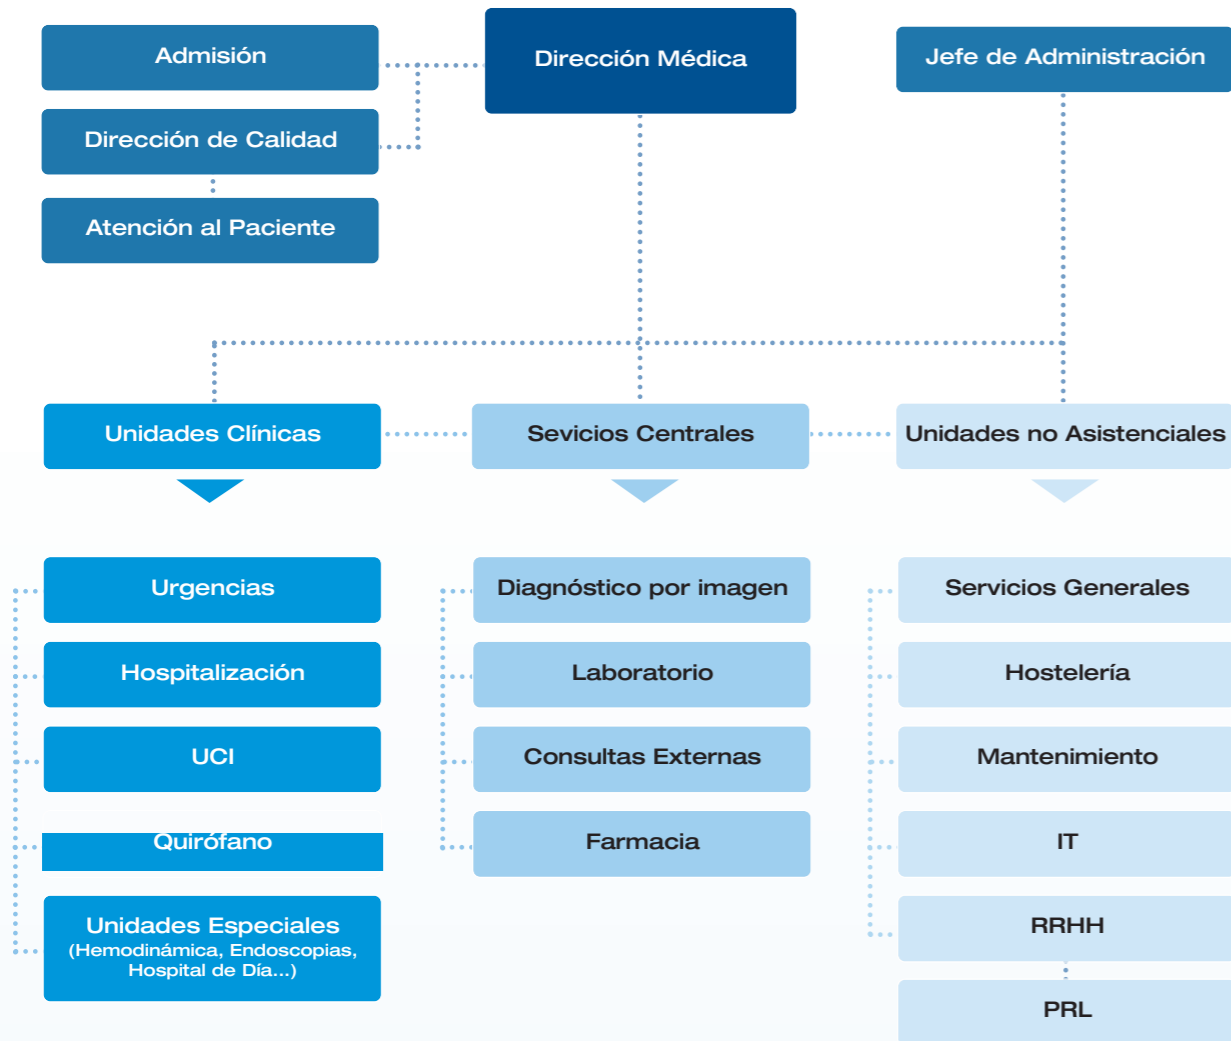 Admisión
Dirección Médica
Jefe de Administración
Dirección de Calidad
Atención al Paciente
Unidades Clínicas
Sevicios Centrales
Unidades no Asistenciales
Urgencias
Diagnóstico por imagen
Servicios Generales
Hospitalización
Laboratorio
Hostelería
UCI
Consultas Externas
Mantenimiento
Quirófano
Farmacia
IT
Unidades Especiales
(Hemodinámica, Endoscopias,
Hospital de Día...)
RRHH
PRL